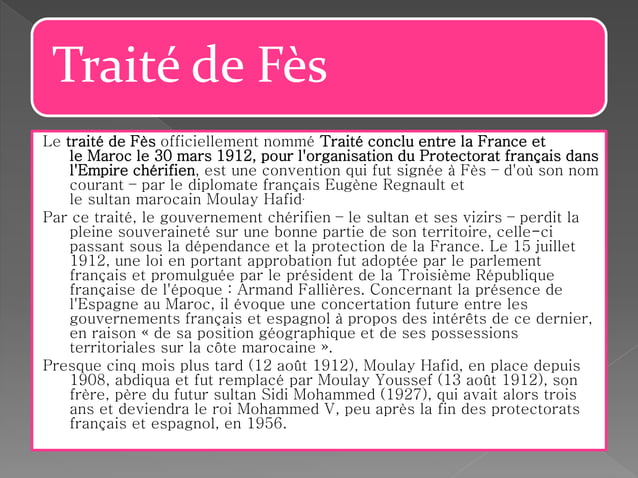 Traité de Fès
Le traité de Fès officiellement nommé Traité conclu entre la France et
le Maroc le 30 mars 1912, pour l'organisation du Protectorat français dans
l'Empire chérifien, est une convention qui fut signée à Fès – d'où son nom
courant – par le diplomate français Eugène Regnault et
le sultan marocain Moulay Hafid.
Par ce traité, le gouvernement chérifien – le sultan et ses vizirs – perdit la
pleine souveraineté sur une bonne partie de son territoire, celle-ci
passant sous la dépendance et la protection de la France. Le 15 juillet
1912, une loi en portant approbation fut adoptée par le parlement
français et promulguée par le président de la Troisième République
française de l'époque : Armand Fallières. Concernant la présence de
l'Espagne au Maroc, il évoque une concertation future entre les
gouvernements français et espagnol à propos des intérêts de ce dernier,
en raison « de sa position géographique et de ses possessions
territoriales sur la côte marocaine ».
Presque cinq mois plus tard (12 août 1912), Moulay Hafid, en place depuis
1908, abdiqua et fut remplacé par Moulay Youssef (13 août 1912), son
frère, père du futur sultan Sidi Mohammed (1927), qui avait alors trois
ans et deviendra le roi Mohammed V, peu après la fin des protectorats
français et espagnol, en 1956.